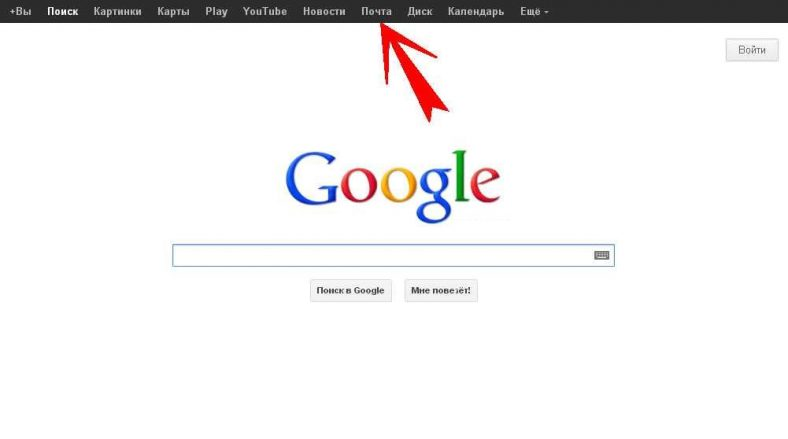 +Вы Поиск Картинки Карты Play YouTube Новости Почта Диск Календарь Ещё
Войти
Google
Поиск в Google Мне повезёт!